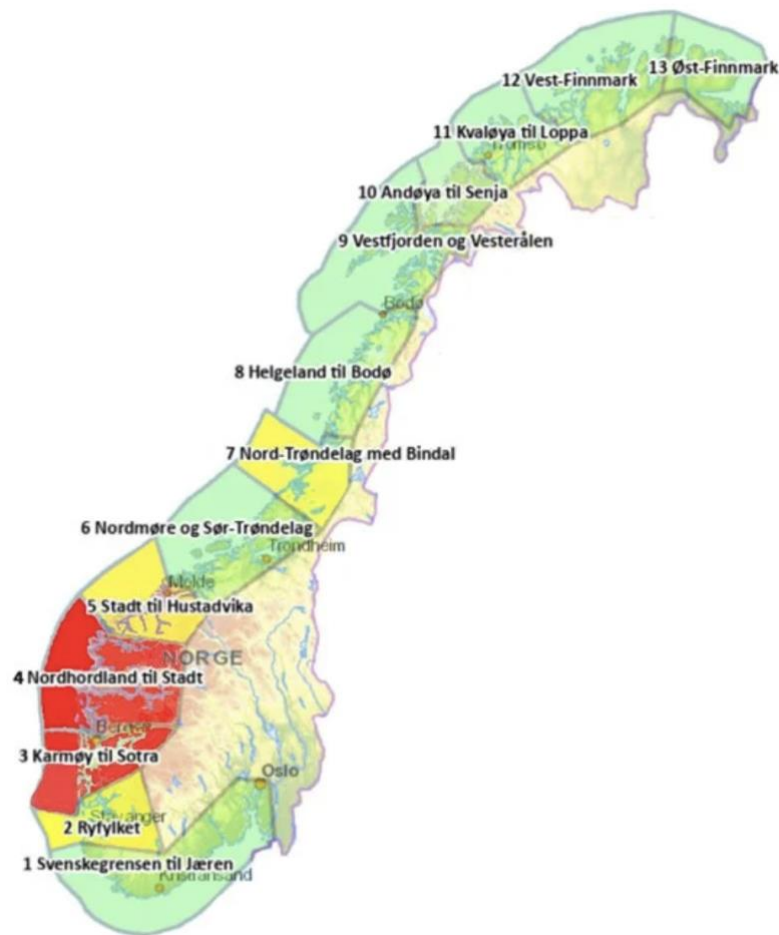 12 Vest-Finnmark
13 Øst-Finnmark
11 Kvaløya til Loppa
Tromsø
10 Andøya til Senja
9 Vestfjorden og Vesterålen
Bodø
8 Helgeland til Bodø
7 Nord-Trøndelag med Bindal
6 Nordmøre og Sør-Trøndelag
Trondheim
Molde
5 Stadt til Hustadvika
NORGE
4 Nordhordland til Stadt
Bergen
3 Karmøy til Sotra
Oslo
Stavanger
2 Ryfylket
1 Svenskegrensen til Jæren
Kristiansand